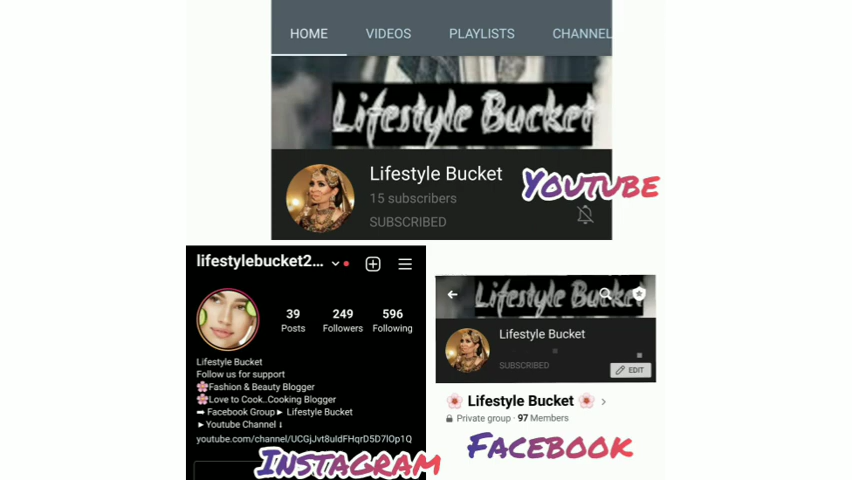 HOME VIDEOS PLAYLISTS CHANNEL
Lifestyle Bucket
Lifestyle Bucket
15 subscribers
SUBSCRIBED
YOUTUBE
lifestylebucket2...
39 249 596
Posts Followers Following
Lifestyle Bucket
Follow us for support
🌸Fashion & Beauty Blogger
🌸Love to Cook..Cooking Blogger
➡ Facebook Group► Lifestyle Bucket
►Youtube Channel ⬇
youtube.com/channel/UCGjJvt8uIdFHqrD5D7lOp1Q
INSTAGRAM
Lifestyle Bucket
Lifestyle Bucket
SUBSCRIBED
EDIT
🌸 Lifestyle Bucket 🌸 >
Private group · 97 Members
FACEBOOK